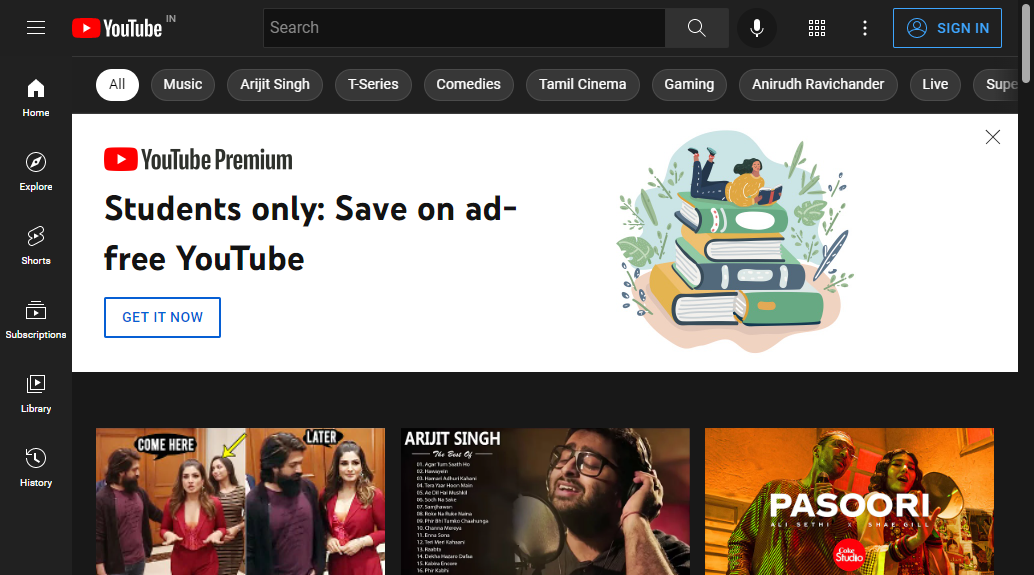 YouTube IN
Search
SIGN IN
Home
Explore
Shorts
Subscriptions
Library
History
All
Music
Arijit Singh
T-Series
Comedies
Tamil Cinema
Gaming
Anirudh Ravichander
Live
Supe
YouTube Premium
Students only: Save on ad-
free YouTube
GET IT NOW
COME HERE
LATER
ARIJIT SINGH
The Best Of
01. Agar Tum Saath Ho
02. Hawayein
03. Hamari Adhuri Kahani
04. Tera Yaar Hoon Main
05. Ae Dil Hai Mushkil
06. Soch Na Sake
07. Samjhawan
08. Roke Na Ruke Naina
09. Phir Bhi Tumko Chaahunga
10. Channa Mereya
11. Enna Sona
12. Teri Meri Kahaani
13. Raabta
14. Dekha Hazaro Dafaa
15. Kabira Encore
16. Phir Kabhi
PASOORI
ALI SETHI X SHAE GILL
Coke
Studio